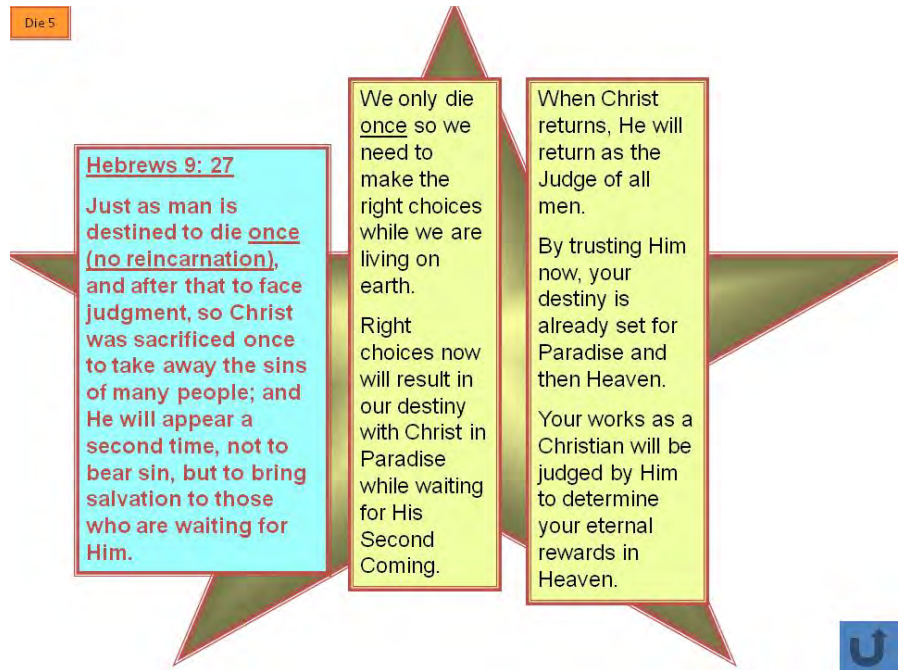 Die 5
Hebrews 9: 27
Just as man is
destined to die once
(no reincarnation),
and after that to face
judgment, so Christ
was sacrificed once
to take away the sins
of many people; and
He will appear a
second time, not to
bear sin, but to bring
salvation to those
who are waiting for
Him.
We only die
once so we
need to
make the
right choices
while we are
living on
earth.
Right
choices now
will result in
our destiny
with Christ in
Paradise
while waiting
for His
Second
Coming.
When Christ
returns, He will
return as the
Judge of all
men.
By trusting Him
now, your
destiny is
already set for
Paradise and
then Heaven.
Your works as a
Christian will be
judged by Him
to determine
your eternal
rewards in
Heaven.